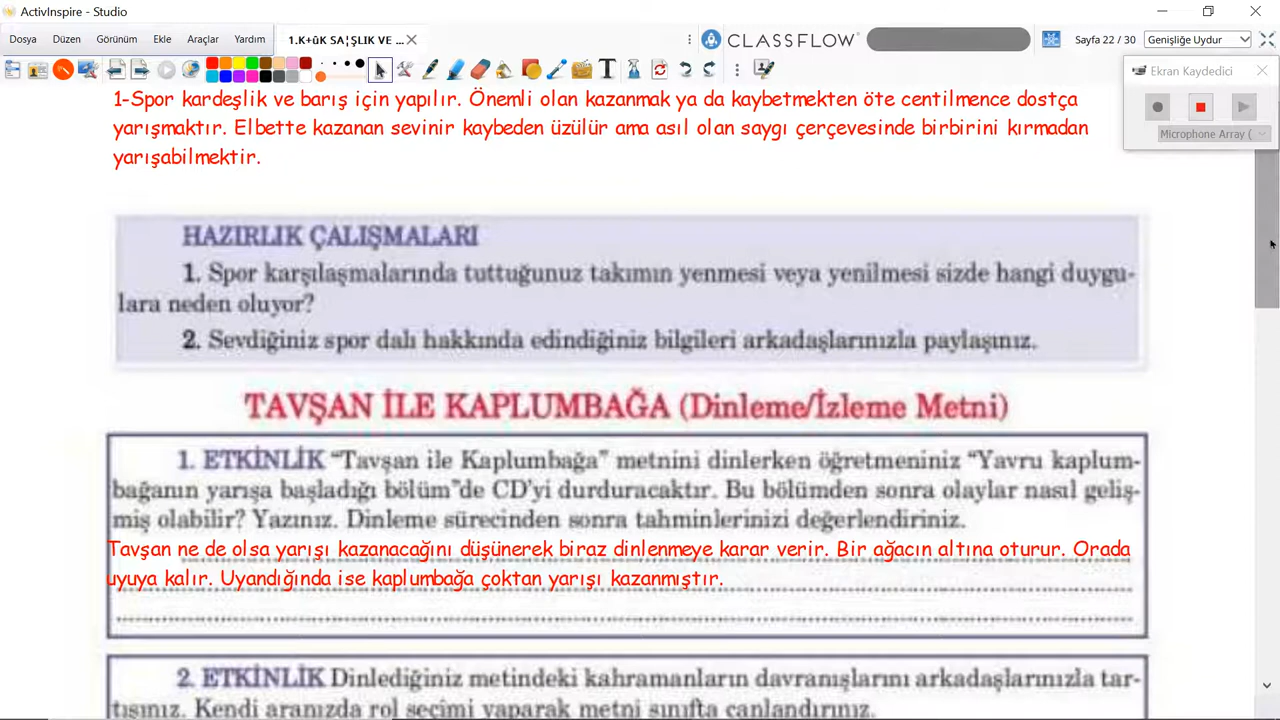 ActivInspire - Studio
Dosya Düzen Görünüm Ekle Araçlar Yardım 1.K+ûK SA¦ŞLIK VE ... CLASSFLOW Sayfa 22 / 30 Genişliğe Uydur
Ekran Kaydedici
Microphone Array (
1-Spor kardeşlik ve barış için yapılır. Önemli olan kazanmak ya da kaybetmekten öte centilmence dostça
yarışmaktır. Elbette kazanan sevinir kaybeden üzülür ama asıl olan saygı çerçevesinde birbirini kırmadan
yarışabilmektir.
HAZIRLIK ÇALIŞMALARI
1. Spor karşılaşmalarında tuttuğunuz takımın yenmesi veya yenilmesi sizde hangi duygu-
lara neden oluyor?
2. Sevdiğiniz spor dalı hakkında edindiğiniz bilgileri arkadaşlarınızla paylaşınız.
TAVŞAN İLE KAPLUMBAĞA (Dinleme/İzleme Metni)
1. ETKİNLİK "Tavşan ile Kaplumbağa" metnini dinlerken öğretmeniniz "Yavru kaplum-
bağanın yarışa başladığı bölüm"de CD'yi durduracaktır. Bu bölümden sonra olaylar nasıl geliş-
miş olabilir? Yazınız. Dinleme sürecinden sonra tahminlerinizi değerlendiriniz.
Tavşan ne de olsa yarışı kazanacağını düşünerek biraz dinlenmeye karar verir. Bir ağacın altına oturur. Orada
uyuya kalır. Uyandığında ise kaplumbağa çoktan yarışı kazanmıştır.
2. ETKİNLİK Dinlediğiniz metindeki kahramanların davranışlarını arkadaşlarınızla tar-
tışınız. Kendi aranızda rol seçimi yaparak metni sınıfta canlandırınız.